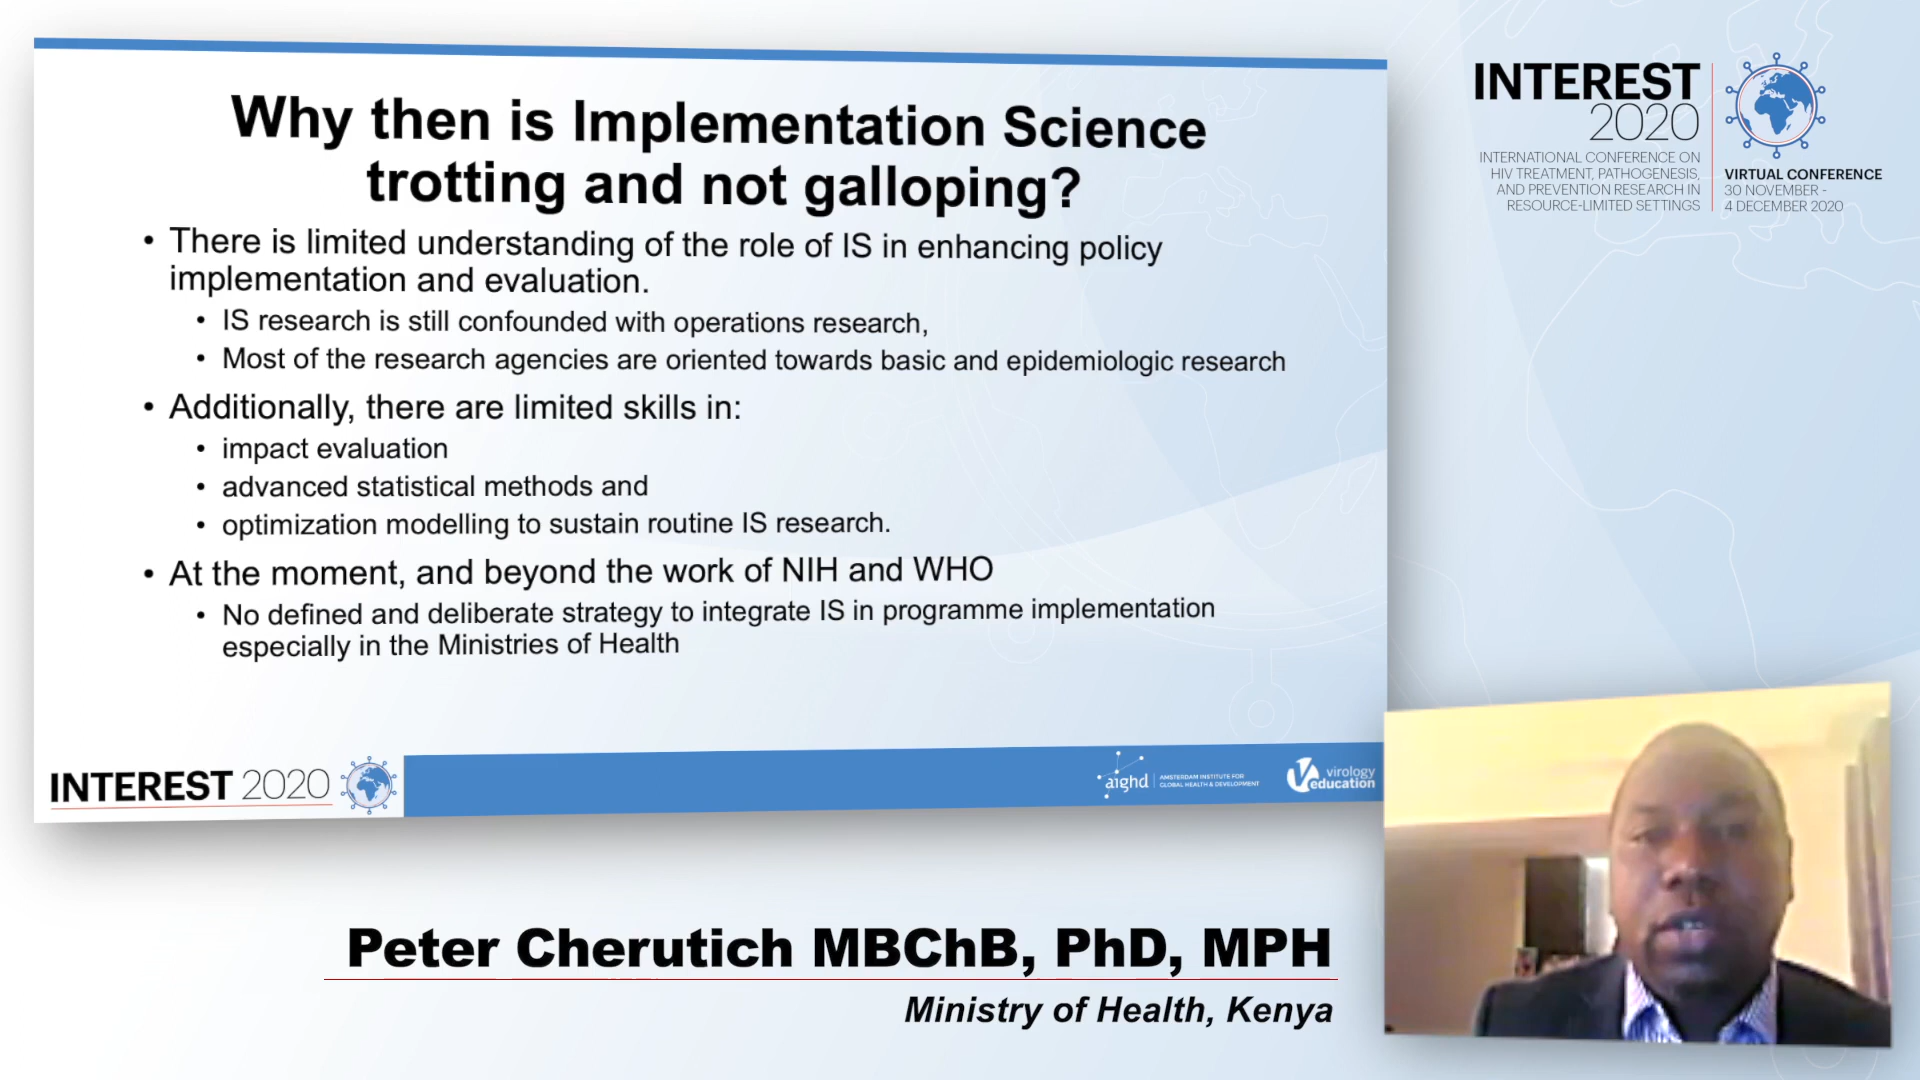 Why then is Implementation Science
trotting and not galloping?
• There is limited understanding of the role of IS in enhancing policy
implementation and evaluation.
• IS research is still confounded with operations research,
• Most of the research agencies are oriented towards basic and epidemiologic research
• Additionally, there are limited skills in:
• impact evaluation
• advanced statistical methods and
• optimization modelling to sustain routine IS research.
• At the moment, and beyond the work of NIH and WHO
• No defined and deliberate strategy to integrate IS in programme implementation
especially in the Ministries of Health
INTEREST 2020
aighd
AMSTERDAM INSTITUTE FOR
GLOBAL HEALTH & DEVELOPMENT
virology
education
INTEREST
2020
INTERNATIONAL CONFERENCE ON
HIV TREATMENT, PATHOGENESIS,
AND PREVENTION RESEARCH IN
RESOURCE-LIMITED SETTINGS
VIRTUAL CONFERENCE
30 NOVEMBER -
4 DECEMBER 2020
Peter Cherutich MBChB, PhD, MPH
Ministry of Health, Kenya